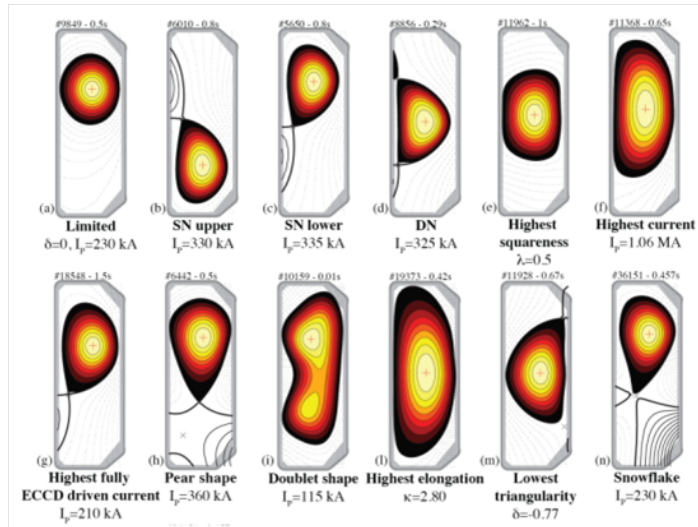 #9849 - 0.5s
#6010 - 0.8s
#5650 - 0.8s
#8856 - 0.29s
#11962 - 1s
#11368 - 0.65s
(a)
(b)
(c)
(d)
(e)
(f)
Limited
δ=0, Iₚ=230 kA
SN upper
Iₚ=330 kA
SN lower
Iₚ=335 kA
DN
Iₚ=325 kA
Highest
squareness
λ=0.5
Highest current
Iₚ=1.06 MA
#18548 - 1.5s
#6442 - 0.5s
#10159 - 0.01s
#19373 - 0.42s
#11928 - 0.67s
#36151 - 0.457s
(g)
(h)
(i)
(l)
(m)
(n)
Highest fully
ECCD driven current
Iₚ=210 kA
Pear shape
Iₚ=360 kA
Doublet shape
Iₚ=115 kA
Highest elongation
κ=2.80
Lowest
triangularity
δ=-0.77
Snowflake
Iₚ=230 kA